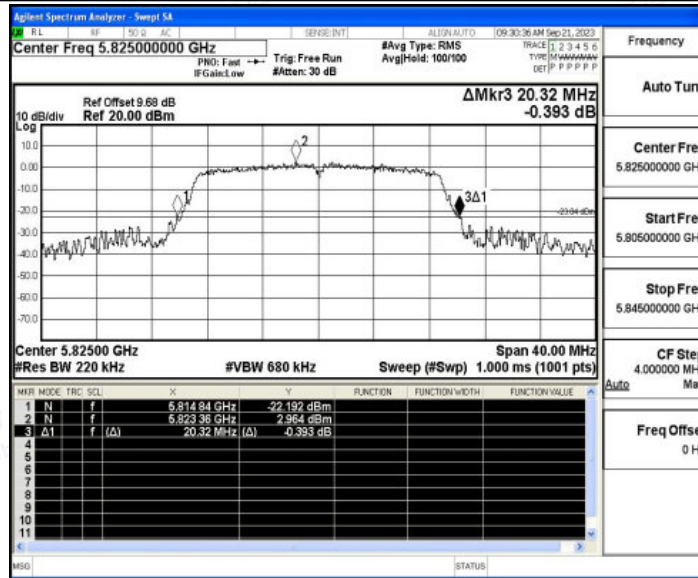 Agilent Spectrum Analyzer - Swept SA
RL RF 50 Ω AC SENSE:INT ALIGN AUTO 09:30:36 AM Sep 21, 2023
Center Freq 5.825000000 GHz
PNO: Fast
IFGain:Low
Trig: Free Run
#Atten: 30 dB
#Avg Type: RMS
Avg|Hold: 100/100
TRACE 1 2 3 4 5 6
TYPE
DET P P P P P P
Frequency
Auto Tun
Center Fre
5.825000000 GH
Start Fre
5.805000000 GH
Stop Fre
5.845000000 GH
CF Ste
4.000000 MH
Auto Ma
Freq Offse
0 H
ΔMkr3 20.32 MHz
-0.393 dB
Ref Offset 9.68 dB
10 dB/div Ref 20.00 dBm
Log
10.0
0.00
-10.0
-20.0
-30.0
-40.0
-50.0
-60.0
-70.0
1
2
3Δ1
Center 5.82500 GHz Span 40.00 MHz
#Res BW 220 kHz #VBW 680 kHz Sweep (#Swp) 1.000 ms (1001 pts)
MKR MODE TRC SCL X Y FUNCTION FUNCTION WIDTH FUNCTION VALUE
1 N f 5.814 84 GHz -22.192 dBm
2 N f 5.823 36 GHz 2.964 dBm
3 Δ1 f (Δ) 20.32 MHz (Δ) -0.393 dB
4
5
6
7
8
9
10
11
MSG STATUS